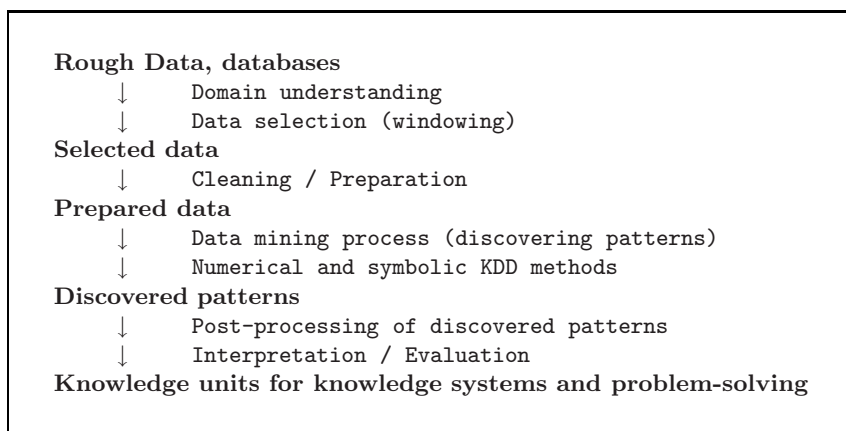 Rough Data, databases
↓ Domain understanding
↓ Data selection (windowing)
Selected data
↓ Cleaning / Preparation
Prepared data
↓ Data mining process (discovering patterns)
↓ Numerical and symbolic KDD methods
Discovered patterns
↓ Post-processing of discovered patterns
↓ Interpretation / Evaluation
Knowledge units for knowledge systems and problem-solving